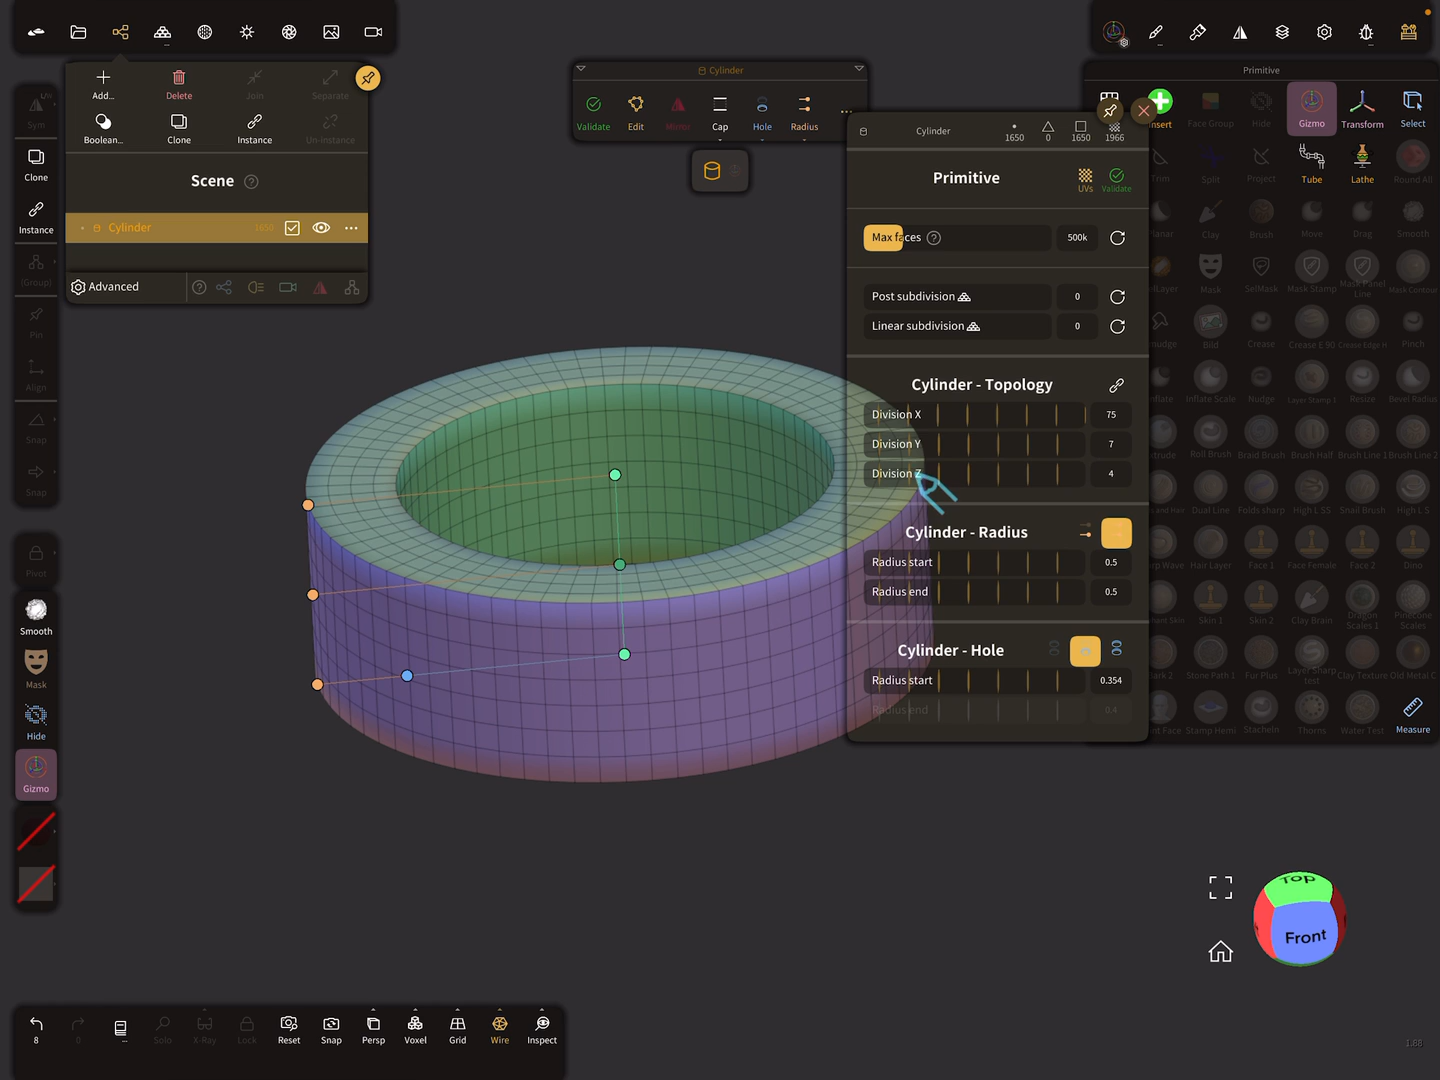 Add...
Delete
Join
Separate
Boolean...
Clone
Instance
Un-instance
Scene
Cylinder
1650
Advanced
Sym
Clone
Instance
(Group)
Pin
Align
Snap
Snap
Pivot
Smooth
Mask
Hide
Gizmo
Cylinder
Validate
Edit
Mirror
Cap
Hole
Radius
...
Cylinder
1650
0
1650
1966
Primitive
UVs
Validate
Max faces
500k
Post subdivision
0
Linear subdivision
0
Cylinder - Topology
Division X
75
Division Y
7
Division Z
4
Cylinder - Radius
Radius start
0.5
Radius end
0.5
Cylinder - Hole
Radius start
0.354
Radius end
0.4
Primitive
Insert
Face Group
Hide
Gizmo
Transform
Select
Trim
Split
Project
Tube
Lathe
Round All
Planar
Clay
Brush
Move
Drag
Smooth
Mask
SelMask
Mask Stamp
Mask Panel Line
Mask Contour
Bild
Crease
Crease E 90
Crease Edge H
Pinch
Inflate
Inflate Scale
Nudge
Layer Stamp 1
Resize
Bevel Radius
Roll Brush
Braid Brush
Brush Half
Brush Line 1
Brush Line 2
Dual Line
Folds sharp
High L SS
Snail Brush
High L S
Hair Layer
Face 1
Face Female
Face 2
Dino
Skin 1
Skin 2
Clay Brain
Dragon Scales 1
Pinecone Scales
Stone Path 1
Fur Plus
Layer Sharp test
Clay Texture
Old Metal C
Stamp Hemi
Stacheln
Thorns
Water Test
Measure
Top
Front
8
0
Solo
X-Ray
Lock
Reset
Snap
Persp
Voxel
Grid
Wire
Inspect
1.88